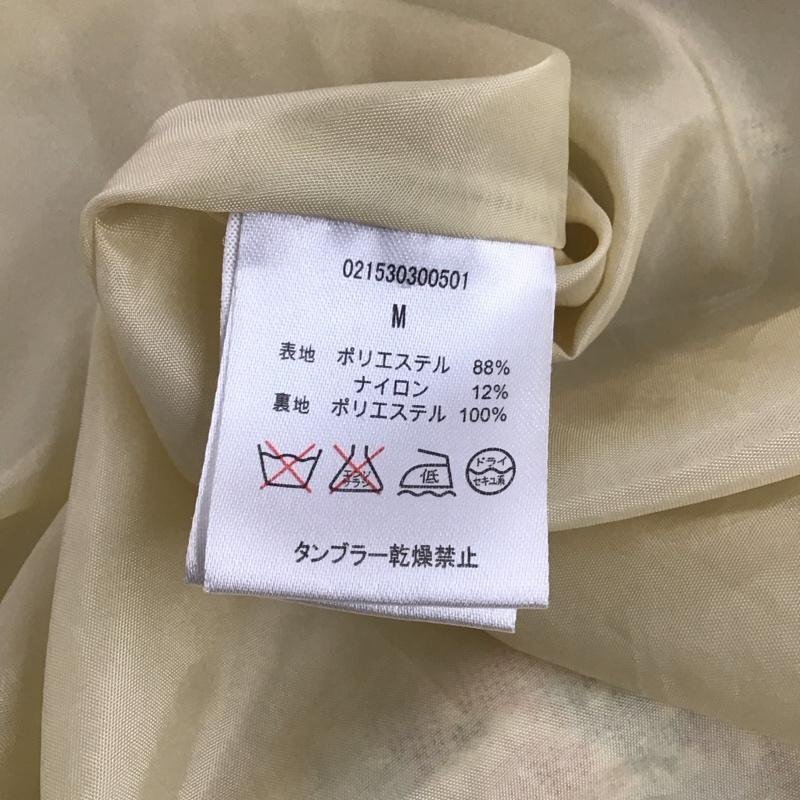 021530300501
M
表地 ポリエステル 88%
ナイロン 12%
裏地 ポリエステル 100%
エンソ サラシ 低 ドライ セキユ系
タンブラー乾燥禁止